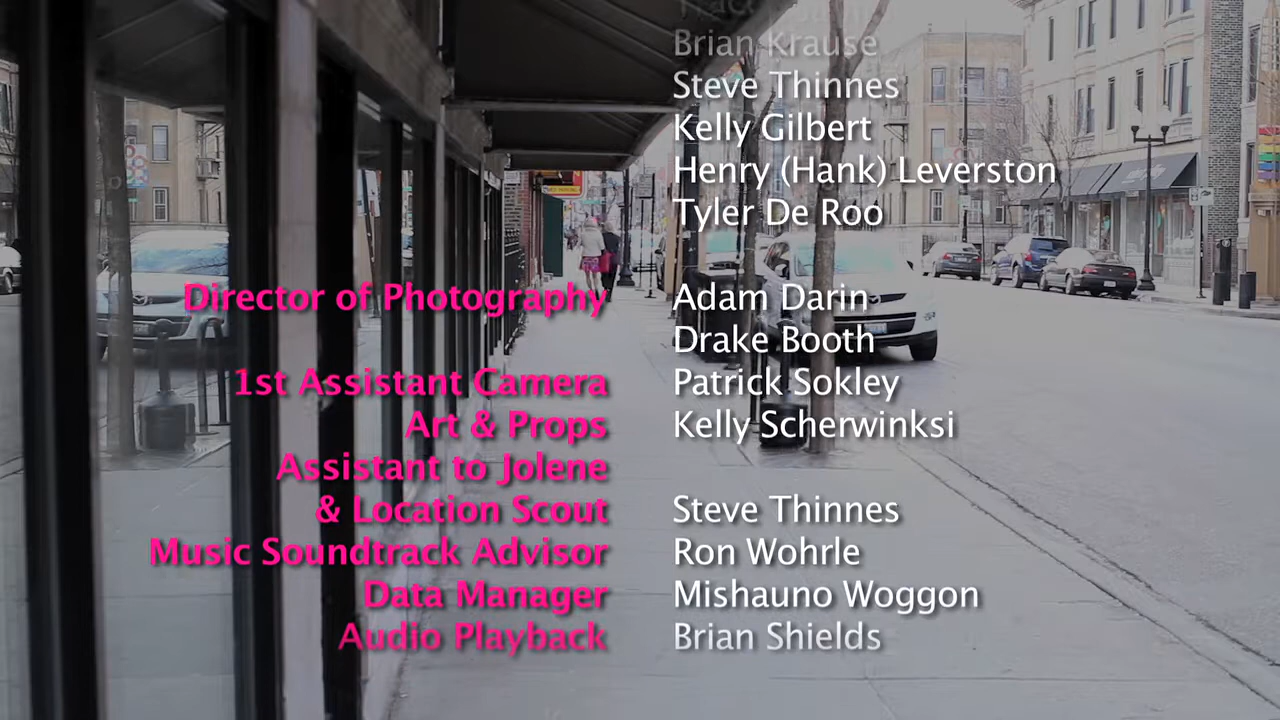 Brian Krause
Steve Thinnes
Kelly Gilbert
Henry (Hank) Leverston
Tyler De Roo
Director of Photography Adam Darin
Drake Booth
1st Assistant Camera Patrick Sokley
Art & Props Kelly Scherwinksi
Assistant to Jolene
& Location Scout Steve Thinnes
Music Soundtrack Advisor Ron Wohrle
Data Manager Mishauno Woggon
Audio Playback Brian Shields